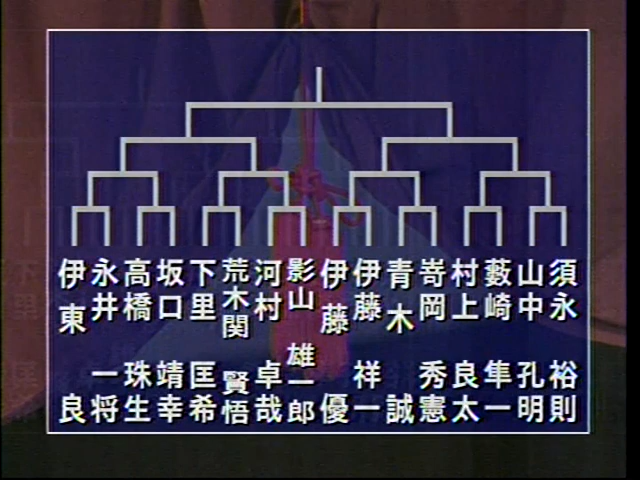 伊東 良
永井 一将
高橋 珠生
坂口 靖幸
下里 匡希
荒木関 賢悟
河村 卓哉
影山 雄一郎
伊藤 優
伊藤 祥一
青木 誠
嵜岡 秀憲
村上 良太
藪崎 隼一
山中 孔明
須永 裕則